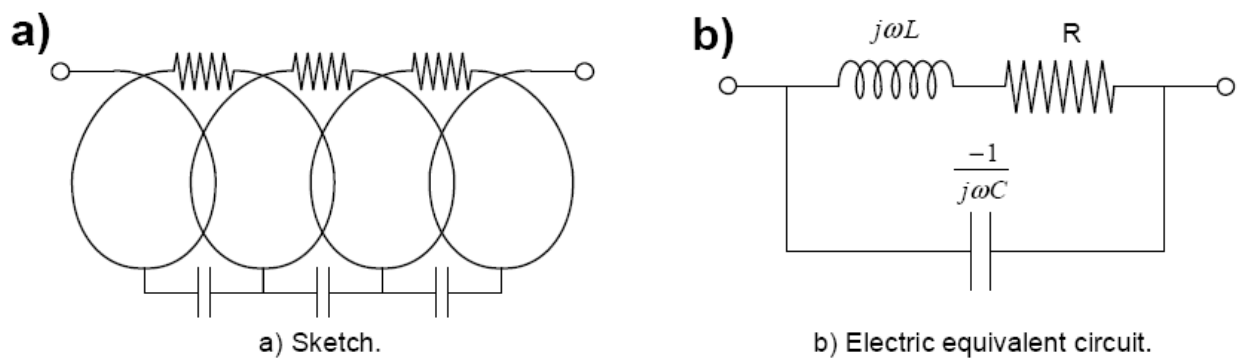 a)
a) Sketch.
b)
jωL
R
-1
jωC
b) Electric equivalent circuit.